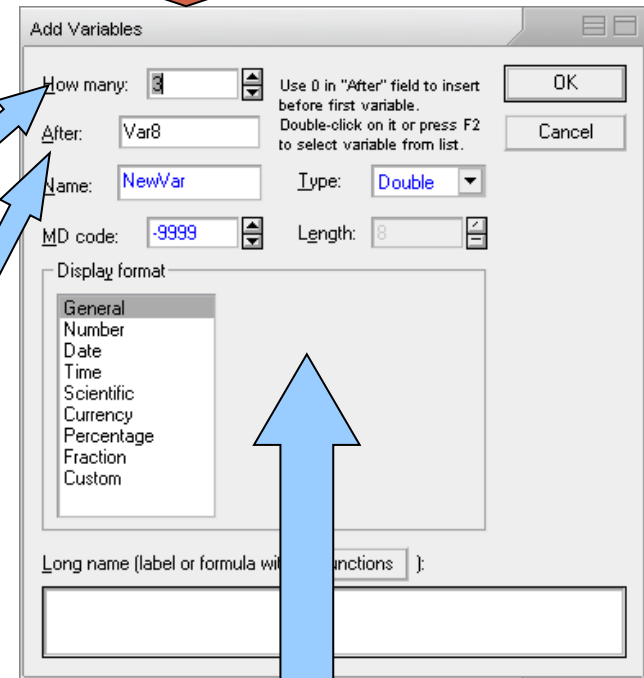 Add Variables
How many: 3
Use 0 in "After" field to insert
before first variable.
Double-click on it or press F2
to select variable from list.
OK
After: Var8
Cancel
Name: NewVar
Type: Double
MD code: -9999
Length: 8
Display format
General
Number
Date
Time
Scientific
Currency
Percentage
Fraction
Custom
Long name (label or formula ):